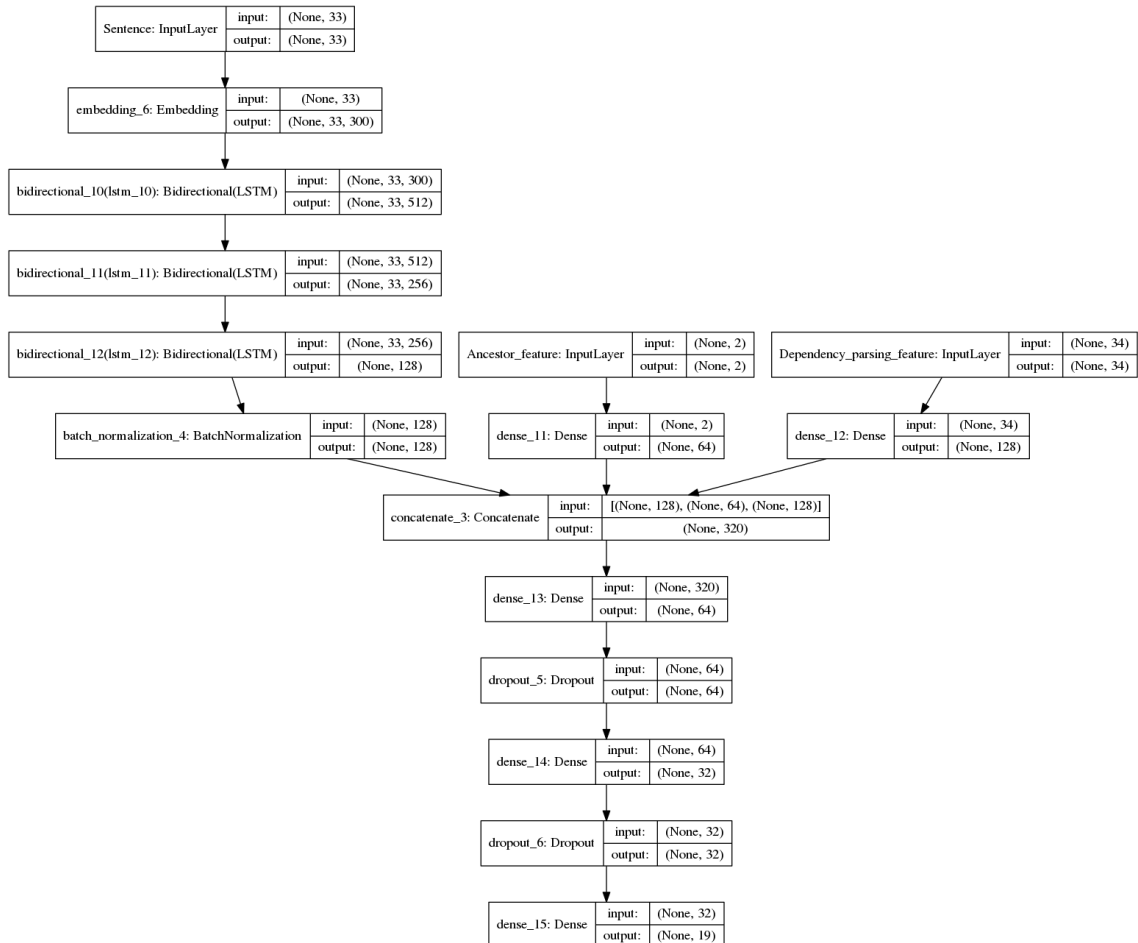 Sentence: InputLayer input: (None, 33)
output: (None, 33)
embedding_6: Embedding input: (None, 33)
output: (None, 33, 300)
bidirectional_10(lstm_10): Bidirectional(LSTM) input: (None, 33, 300)
output: (None, 33, 512)
bidirectional_11(lstm_11): Bidirectional(LSTM) input: (None, 33, 512)
output: (None, 33, 256)
bidirectional_12(lstm_12): Bidirectional(LSTM) input: (None, 33, 256)
output: (None, 128)
Ancestor_feature: InputLayer input: (None, 2)
output: (None, 2)
Dependency_parsing_feature: InputLayer input: (None, 34)
output: (None, 34)
batch_normalization_4: BatchNormalization input: (None, 128)
output: (None, 128)
dense_11: Dense input: (None, 2)
output: (None, 64)
dense_12: Dense input: (None, 34)
output: (None, 128)
concatenate_3: Concatenate input: [(None, 128), (None, 64), (None, 128)]
output: (None, 320)
dense_13: Dense input: (None, 320)
output: (None, 64)
dropout_5: Dropout input: (None, 64)
output: (None, 64)
dense_14: Dense input: (None, 64)
output: (None, 32)
dropout_6: Dropout input: (None, 32)
output: (None, 32)
dense_15: Dense input: (None, 32)
output: (None, 19)